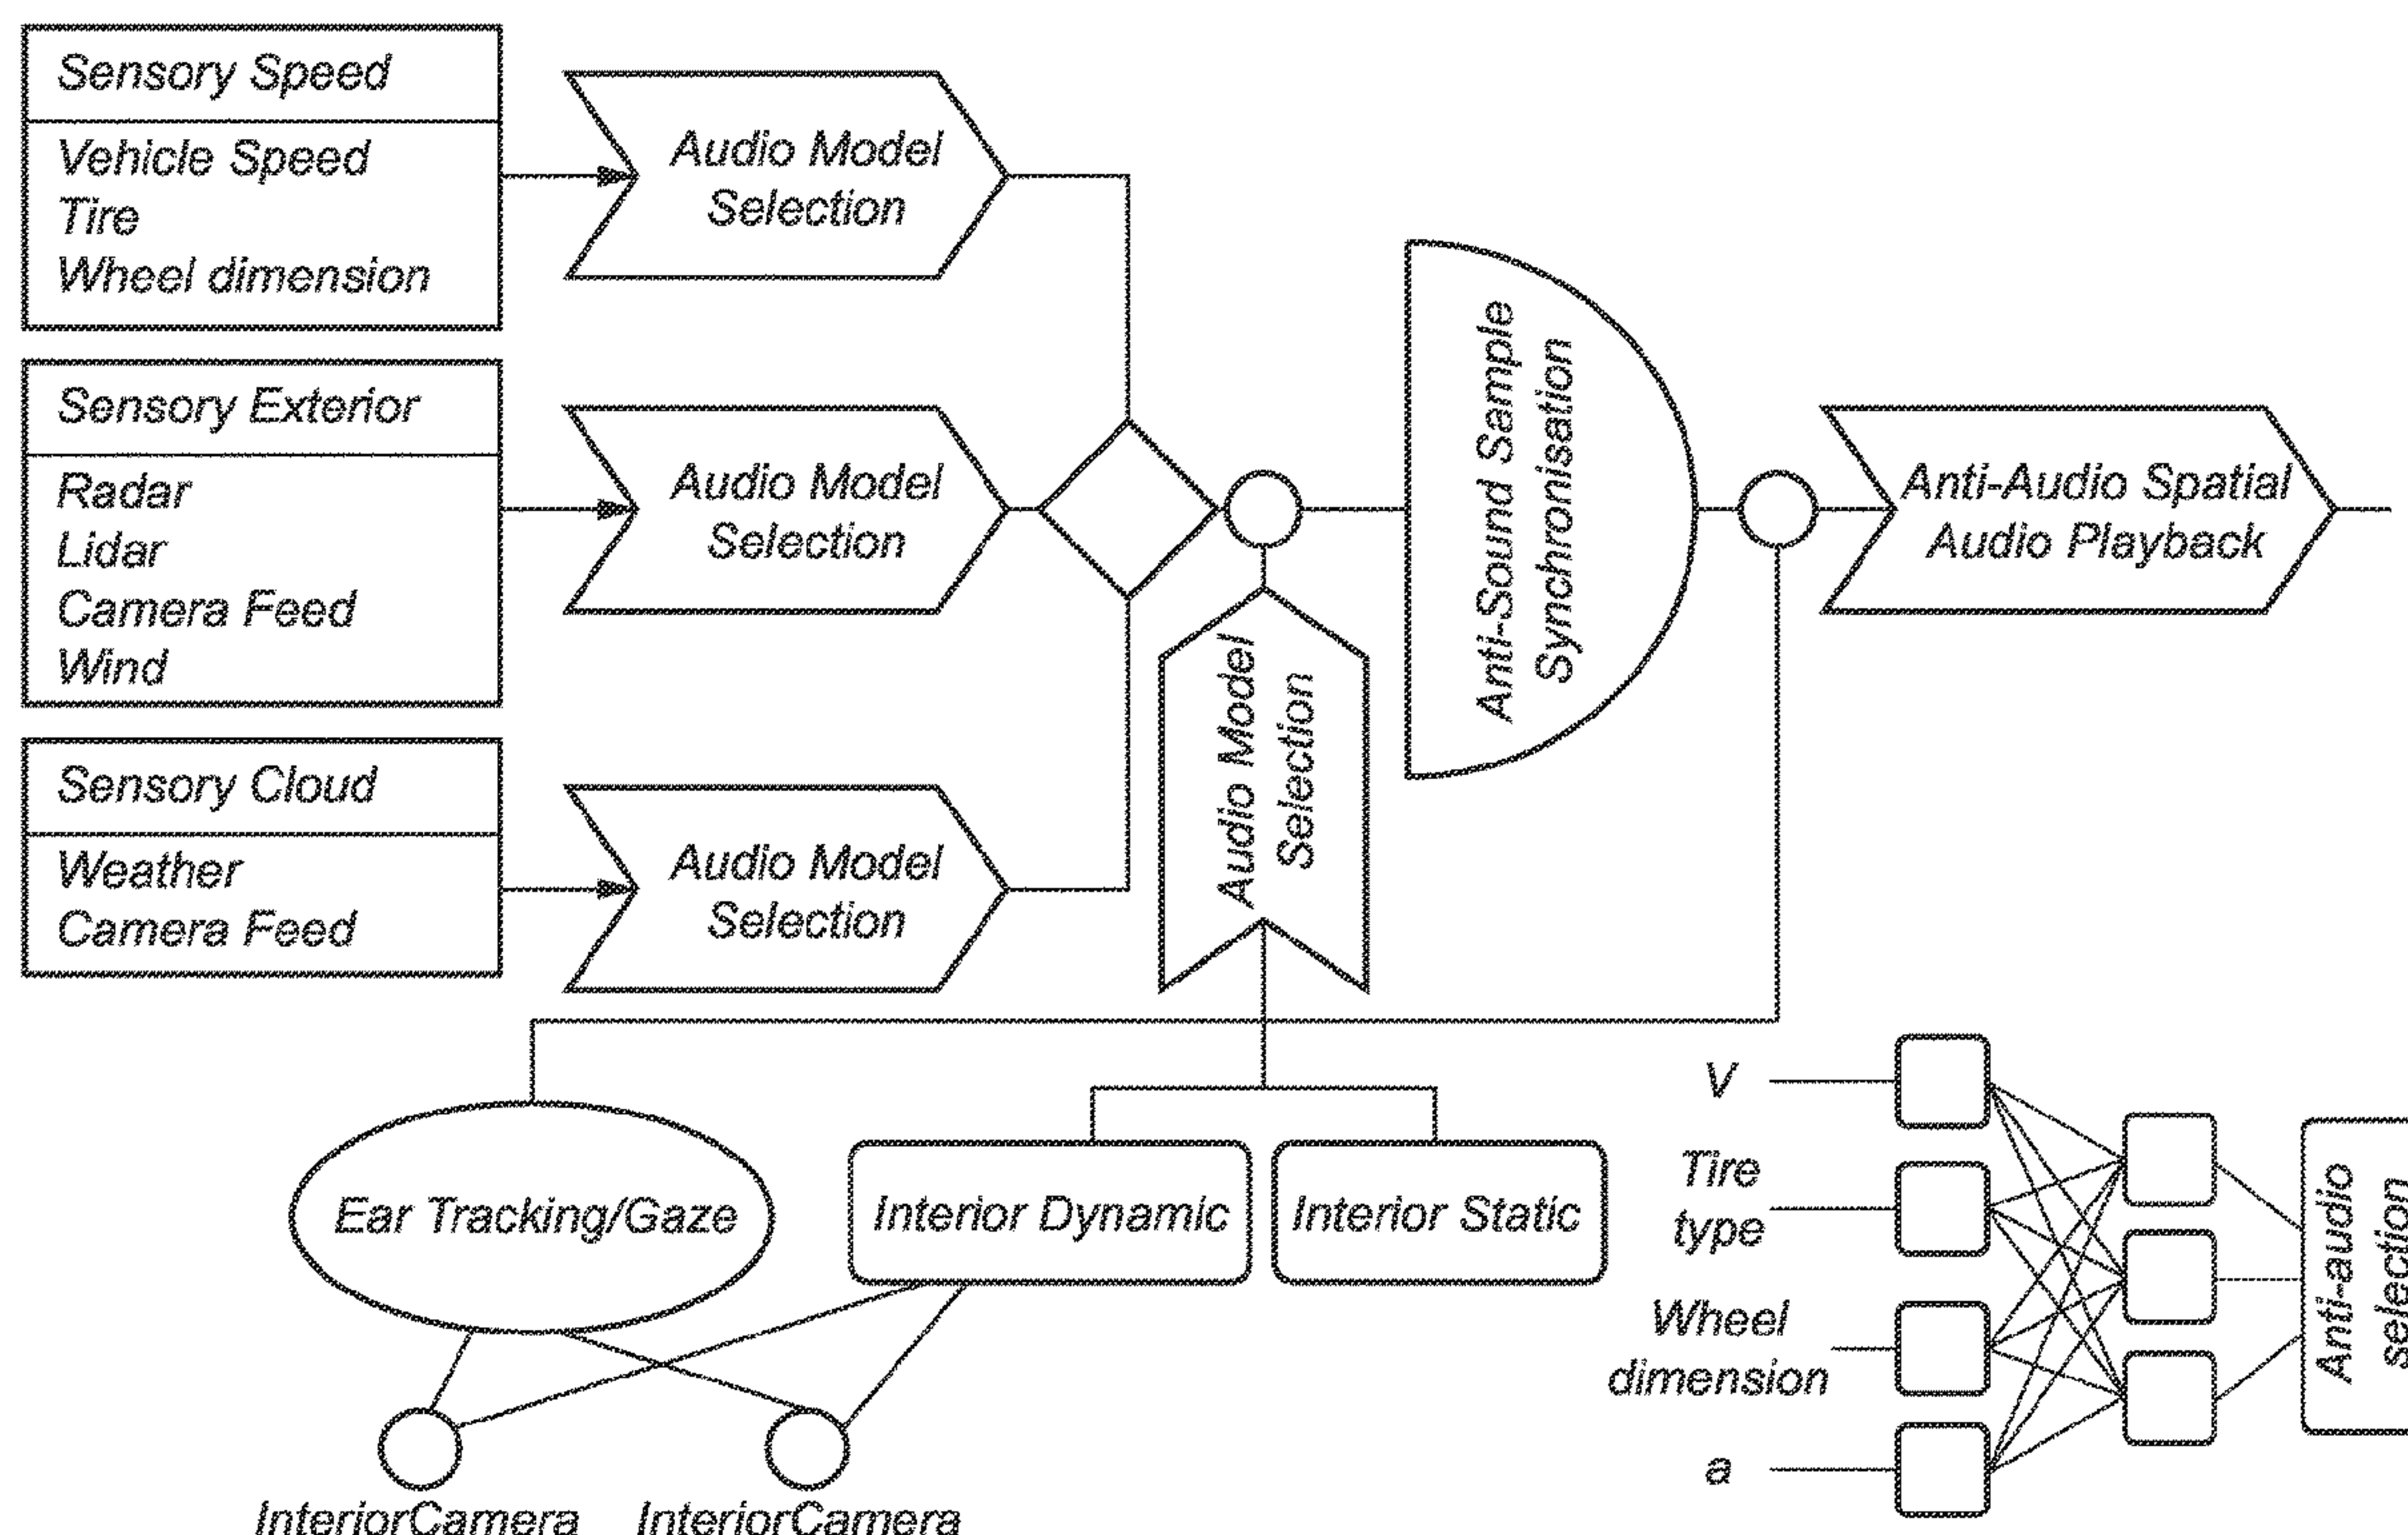 Sensory Speed
Vehicle Speed
Tire
Wheel dimension
Audio Model
Selection
Sensory Exterior
Radar
Lidar
Camera Feed
Wind
Audio Model
Selection
Sensory Cloud
Weather
Camera Feed
Audio Model
Selection
Audio Model
Selection
Anti-Sound Sample
Synchronisation
Anti-Audio Spatial
Audio Playback
Ear Tracking/Gaze
Interior Dynamic
Interior Static
InteriorCamera
InteriorCamera
V
Tire
type
Wheel
dimension
a
Anti-audio
selection